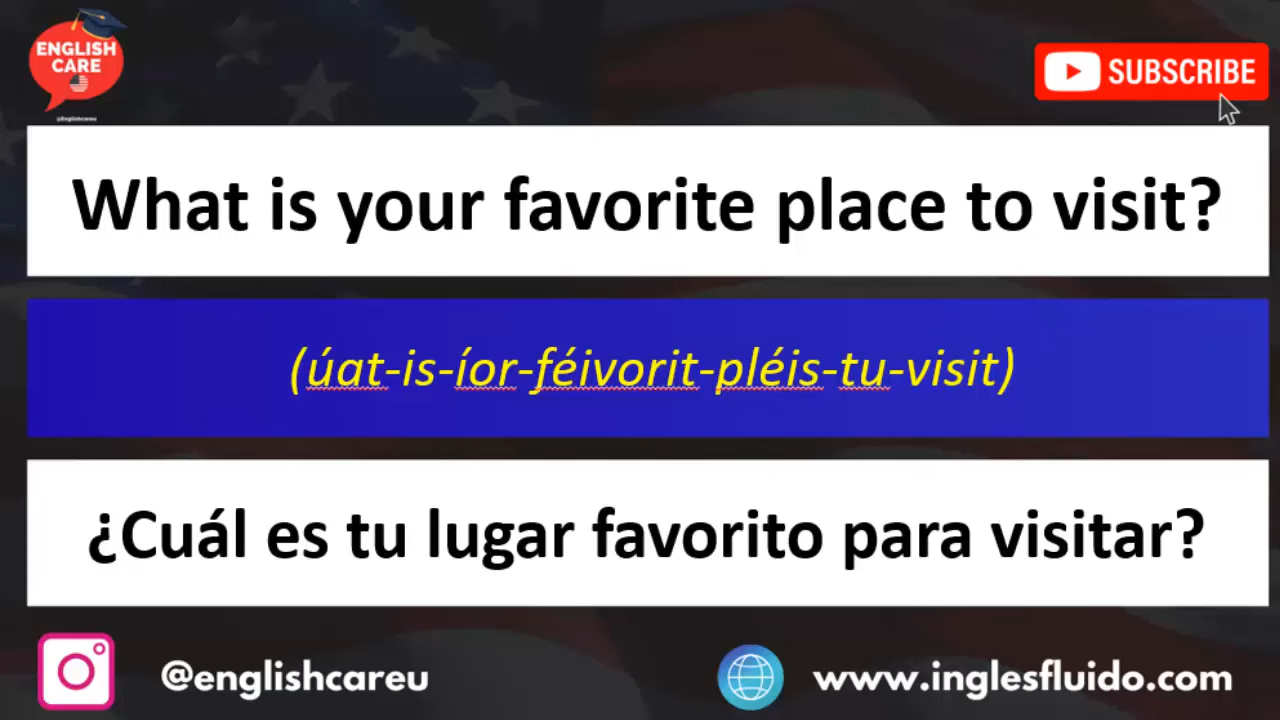 ENGLISH
CARE
@Englishcareu
SUBSCRIBE
What is your favorite place to visit?
(úat-is-íor-féivorit-pléis-tu-visit)
¿Cuál es tu lugar favorito para visitar?
@englishcareu
www.inglesfluido.com